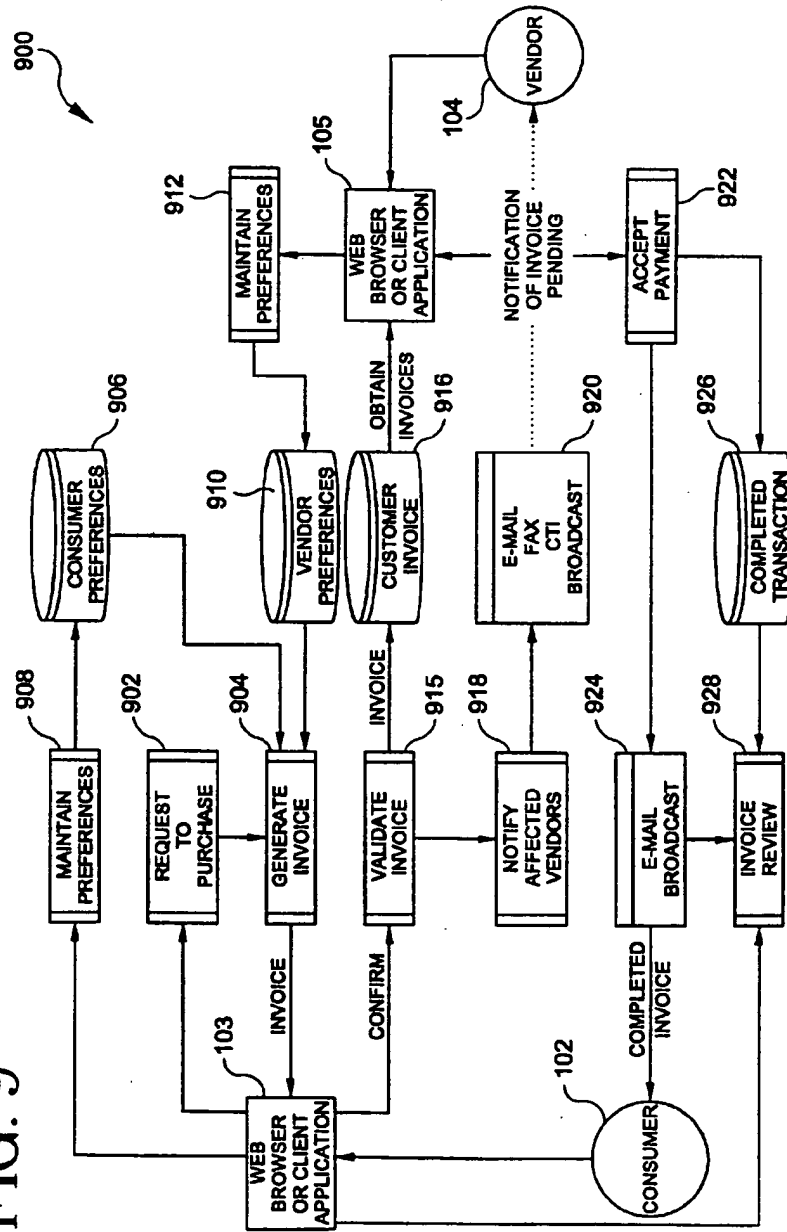 FIG. 9
900
908
MAINTAIN
PREFERENCES
906
CONSUMER
PREFERENCES
912
MAINTAIN
PREFERENCES
902
REQUEST
TO
PURCHASE
904
GENERATE
INVOICE
910
VENDOR
PREFERENCES
105
WEB
BROWSER
OR CLIENT
APPLICATION
103
WEB
BROWSER
OR CLIENT
APPLICATION
INVOICE
CONFIRM
915
VALIDATE
INVOICE
INVOICE
916
CUSTOMER
INVOICE
OBTAIN
INVOICES
104
VENDOR
918
NOTIFY
AFFECTED
VENDORS
920
E-MAIL
FAX
CTI
BROADCAST
NOTIFICATION
OF INVOICE
PENDING
102
CONSUMER
COMPLETED
INVOICE
924
E-MAIL
BROADCAST
922
ACCEPT
PAYMENT
928
INVOICE
REVIEW
926
COMPLETED
TRANSACTION